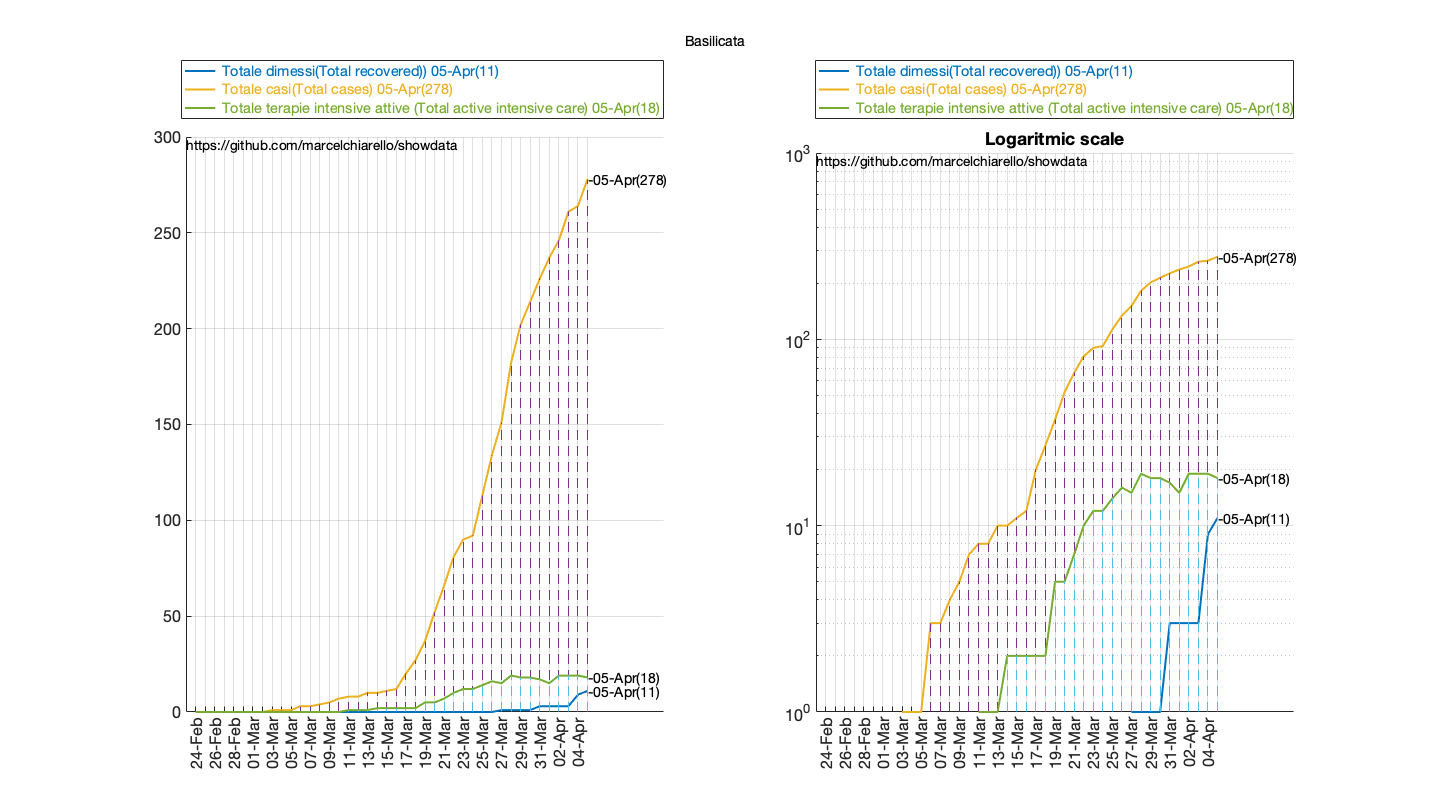 Basilicata
Totale dimessi(Total recovered)) 05-Apr(11)
Totale casi(Total cases) 05-Apr(278)
Totale terapie intensive attive (Total active intensive care) 05-Apr(18)
https://github.com/marcelchiarello/showdata
300
250
200
150
100
50
0
-05-Apr(278)
-05-Apr(18)
-05-Apr(11)
24-Feb
26-Feb
28-Feb
01-Mar
03-Mar
05-Mar
07-Mar
09-Mar
11-Mar
13-Mar
15-Mar
17-Mar
19-Mar
21-Mar
23-Mar
25-Mar
27-Mar
29-Mar
31-Mar
02-Apr
04-Apr
Totale dimessi(Total recovered)) 05-Apr(11)
Totale casi(Total cases) 05-Apr(278)
Totale terapie intensive attive (Total active intensive care) 05-Apr(18)
Logaritmic scale
https://github.com/marcelchiarello/showdata
10^3
10^2
10^1
10^0
-05-Apr(278)
-05-Apr(18)
-05-Apr(11)
24-Feb
26-Feb
28-Feb
01-Mar
03-Mar
05-Mar
07-Mar
09-Mar
11-Mar
13-Mar
15-Mar
17-Mar
19-Mar
21-Mar
23-Mar
25-Mar
27-Mar
29-Mar
31-Mar
02-Apr
04-Apr